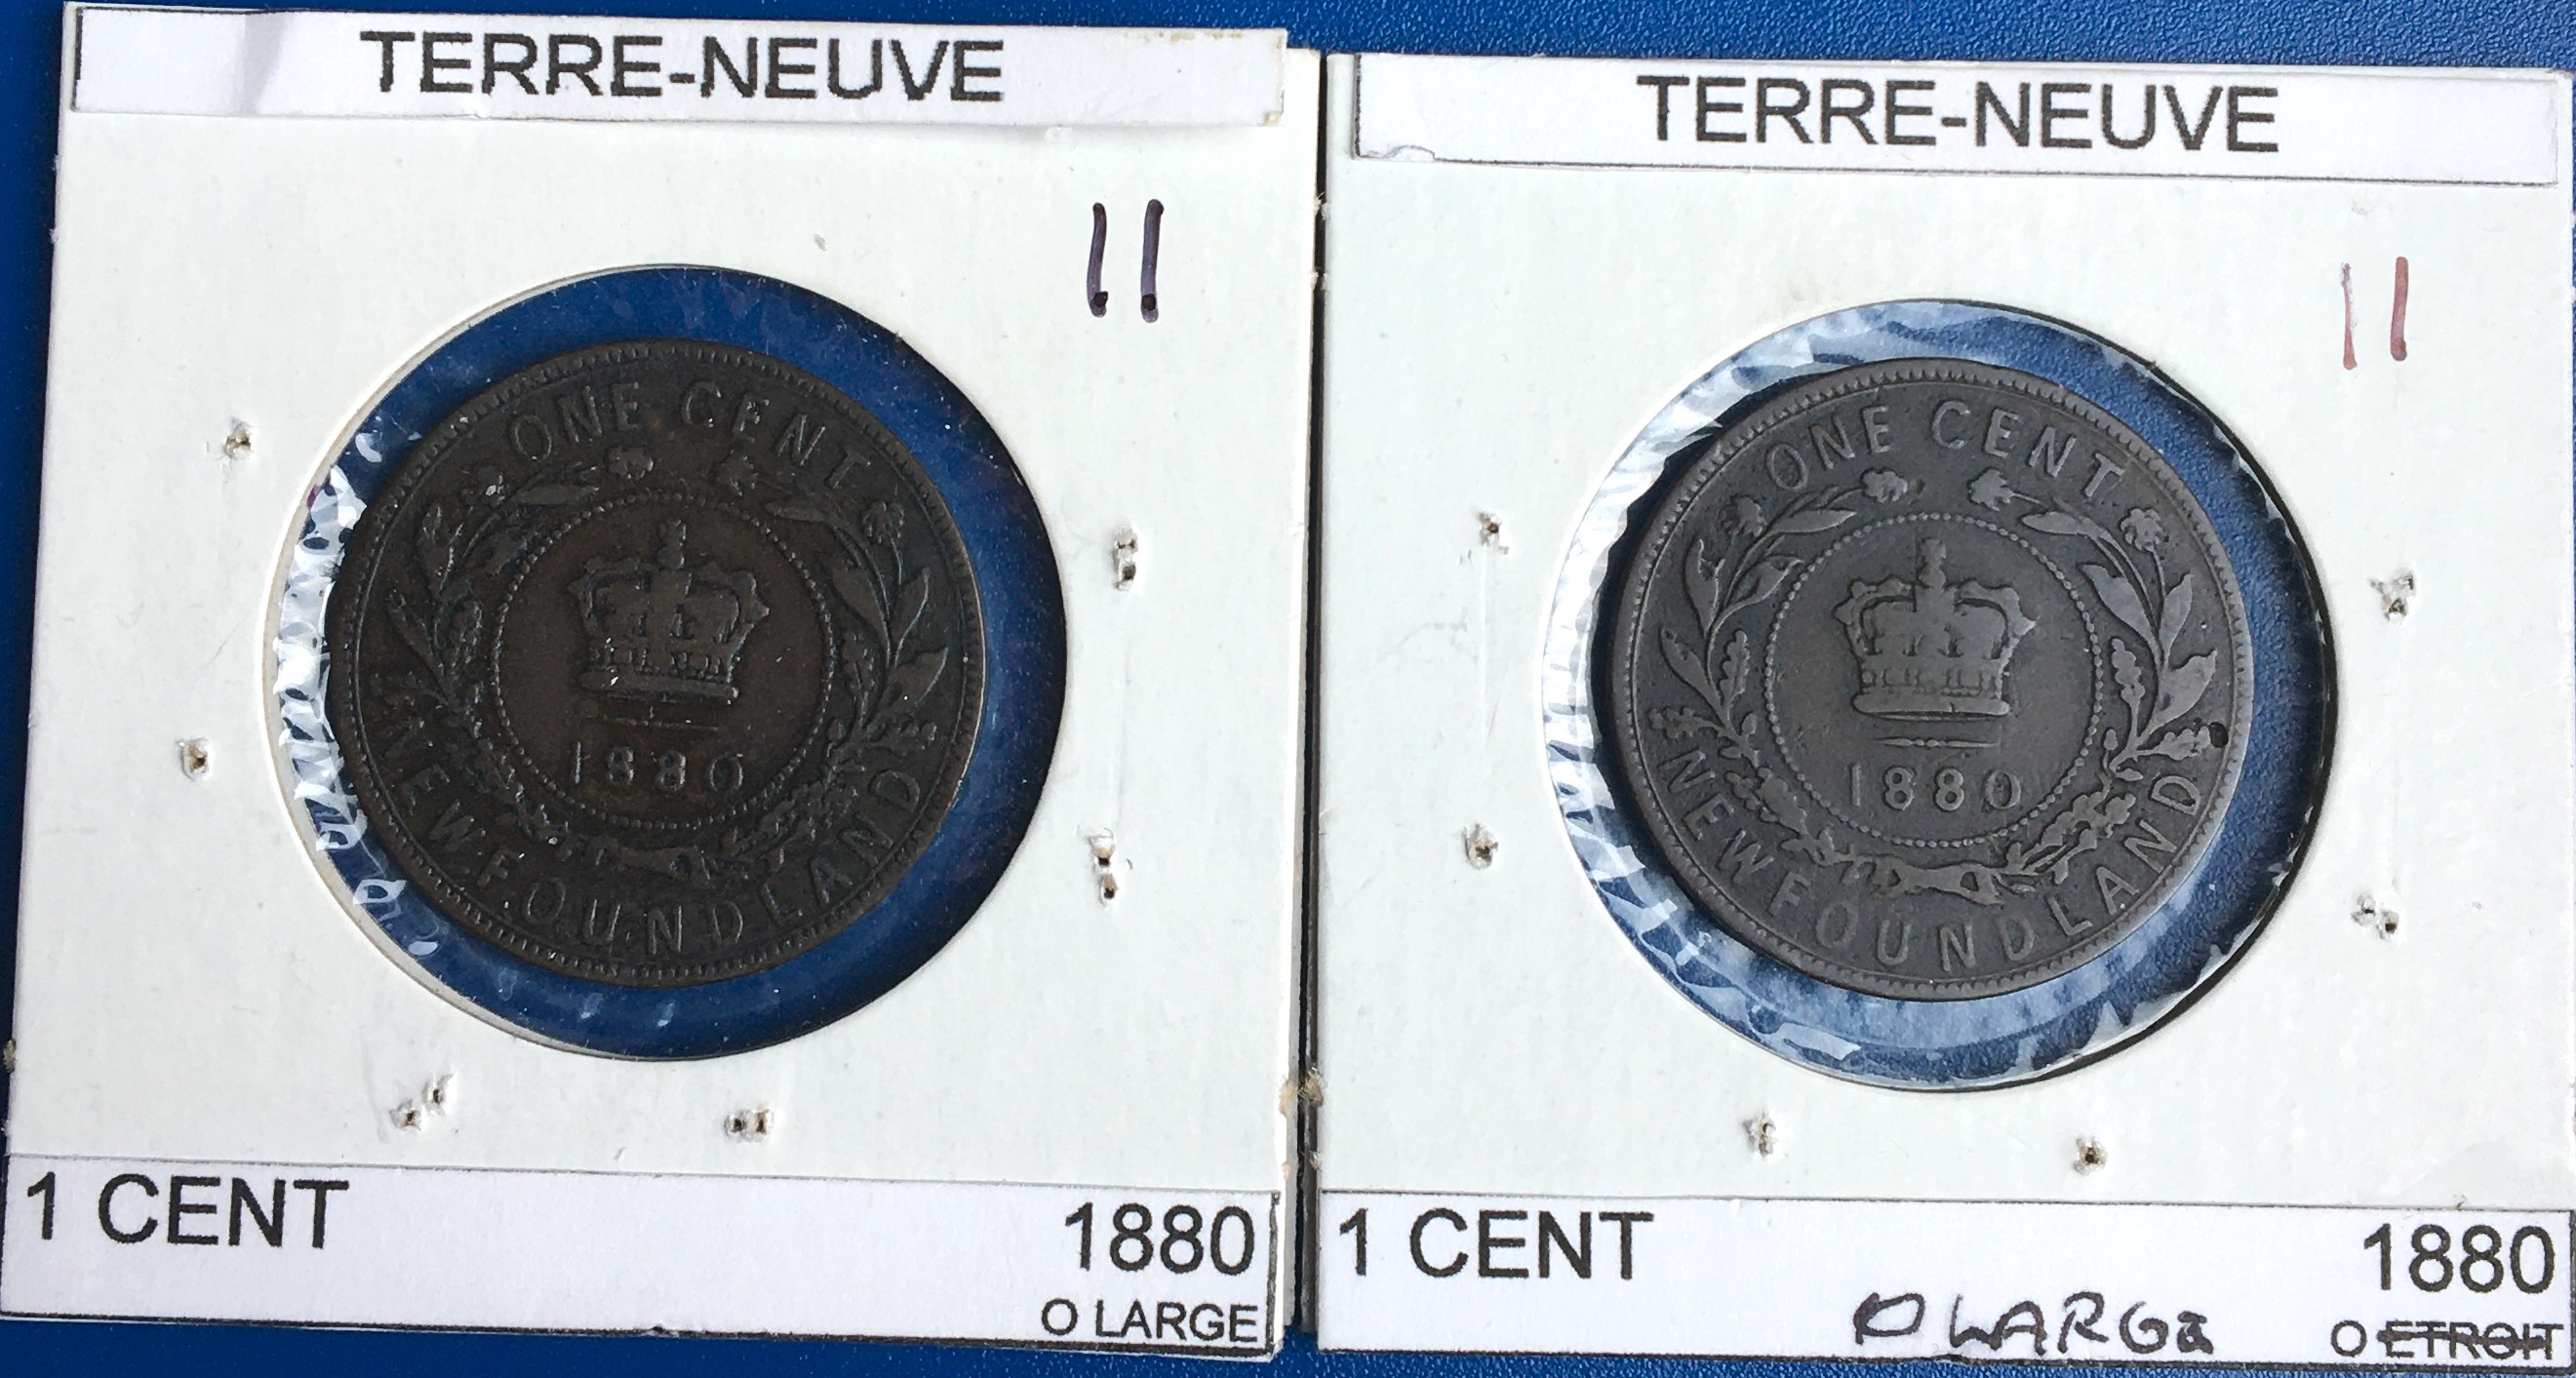 TERRE-NEUVE
11
ONE CENT
1880
NEWFOUNDLAND
1 CENT
1880
O LARGE
TERRE-NEUVE
11
ONE CENT
1880
NEWFOUNDLAND
1 CENT
1880
O LARGE
O ETROIT